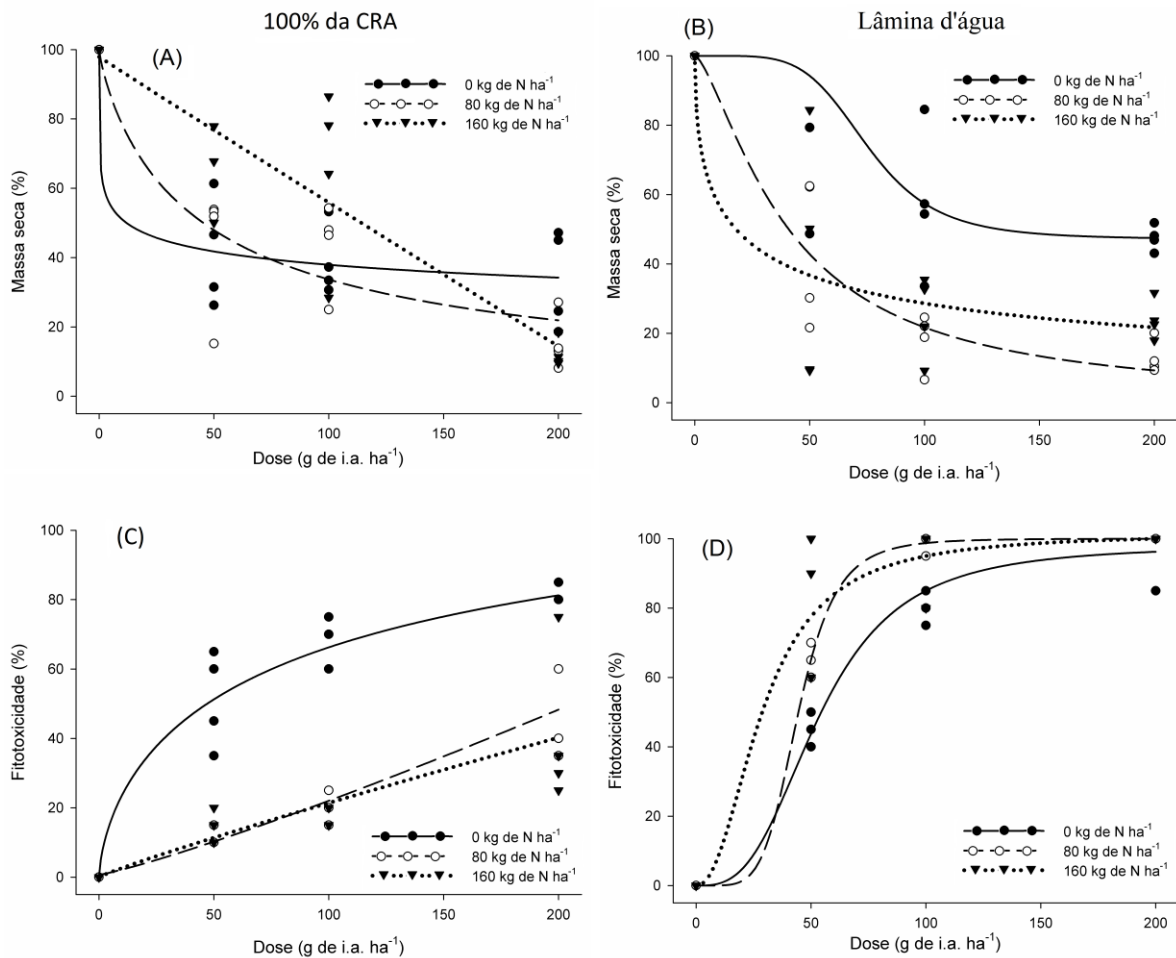 100% da CRA
(A)
0 kg de N ha⁻¹
80 kg de N ha⁻¹
160 kg de N ha⁻¹
Massa seca (%)
100
80
60
40
20
0
0 50 100 200
Dose (g de i.a. ha⁻¹)
Lâmina d'água
(B)
0 kg de N ha⁻¹
80 kg de N ha⁻¹
160 kg de N ha⁻¹
Massa seca (%)
100
80
60
40
20
0
0 50 100 200
Dose (g de i.a. ha⁻¹)
(C)
Fitotoxicidade (%)
100
80
60
40
20
0
0 kg de N ha⁻¹
80 kg de N ha⁻¹
160 kg de N ha⁻¹
0 50 100 200
Dose (g de i.a. ha⁻¹)
(D)
Fitotoxicidade (%)
100
80
60
40
20
0
0 kg de N ha⁻¹
80 kg de N ha⁻¹
160 kg de N ha⁻¹
0 50 100 200
Dose (g de i.a. ha⁻¹)